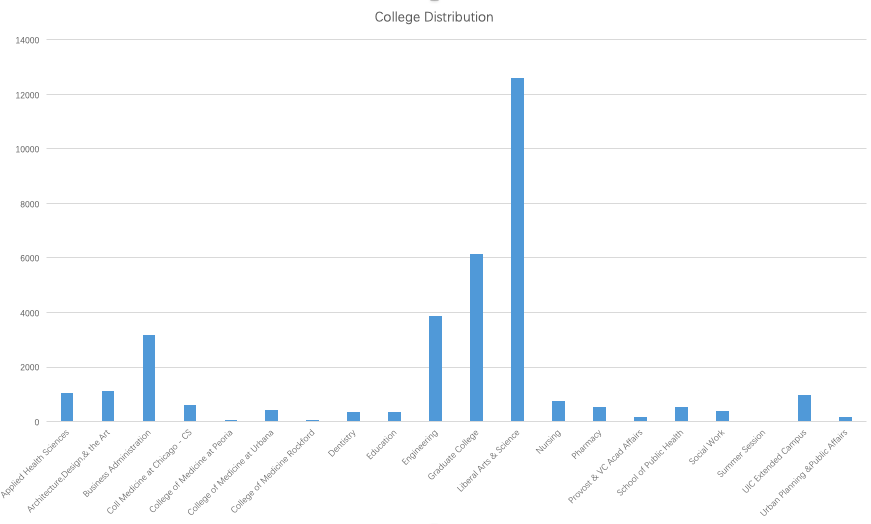 College Distribution
14000
12000
10000
8000
6000
4000
2000
0
Applied Health Sciences
Architecture,Design,& the Art
Business Administration
Coll Medicine at Chicago - CS
College of Medicine at Peoria
College of Medicine at Urbana
College of Medicine Rockford
Dentistry
Education
Engineering
Graduate College
Liberal Arts & Science
Nursing
Pharmacy
Provost & VC Acad Affairs
School of Public Health
Social Work
Summer Session
UIC Extended Campus
Urban Planning &Public Affairs